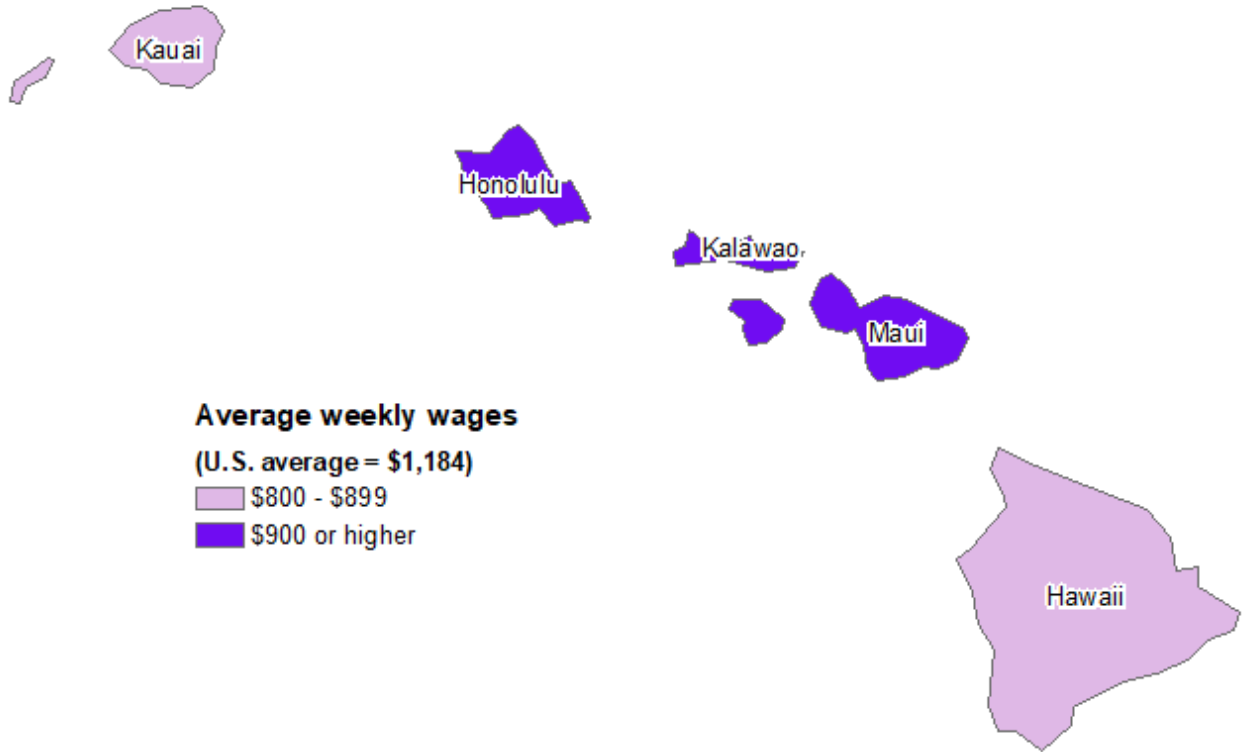 Kauai
Honolulu
Kalawao
Maui
Average weekly wages
(U.S. average = $1,184)
$800 - $899
$900 or higher
Hawaii